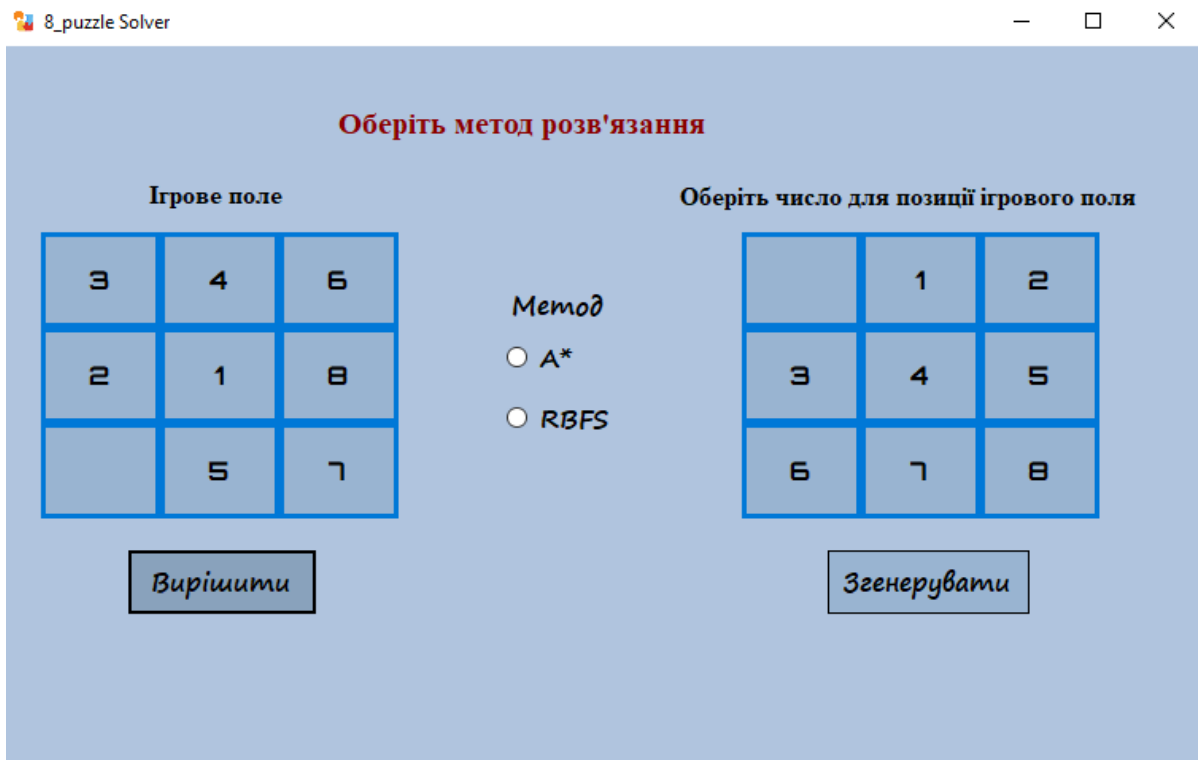 8_puzzle Solver
Оберіть метод розв'язання
Ігрове поле
Оберіть число для позиції ігрового поля
3 4 6
2 1 8
5 7
Метод
A*
RBFS
1 2
3 4 5
6 7 8
Вирішити
Згенерувати